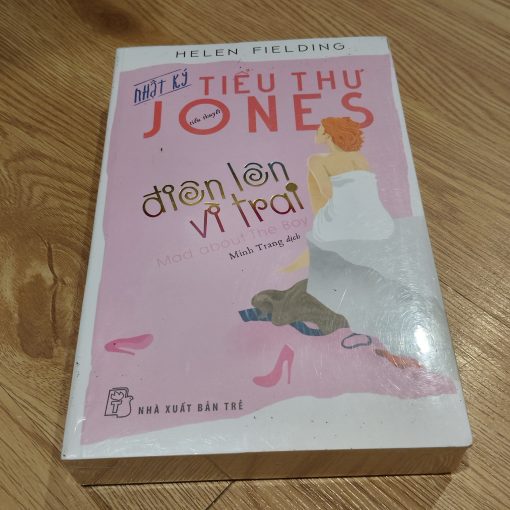 HELEN FIELDING
NHẬT KÝ
TIỂU THƯ
JONES
tiểu thuyết
điên lên
vì trai
Mad about The Boy
Minh Trang dịch
NHÀ XUẤT BẢN TRẺ